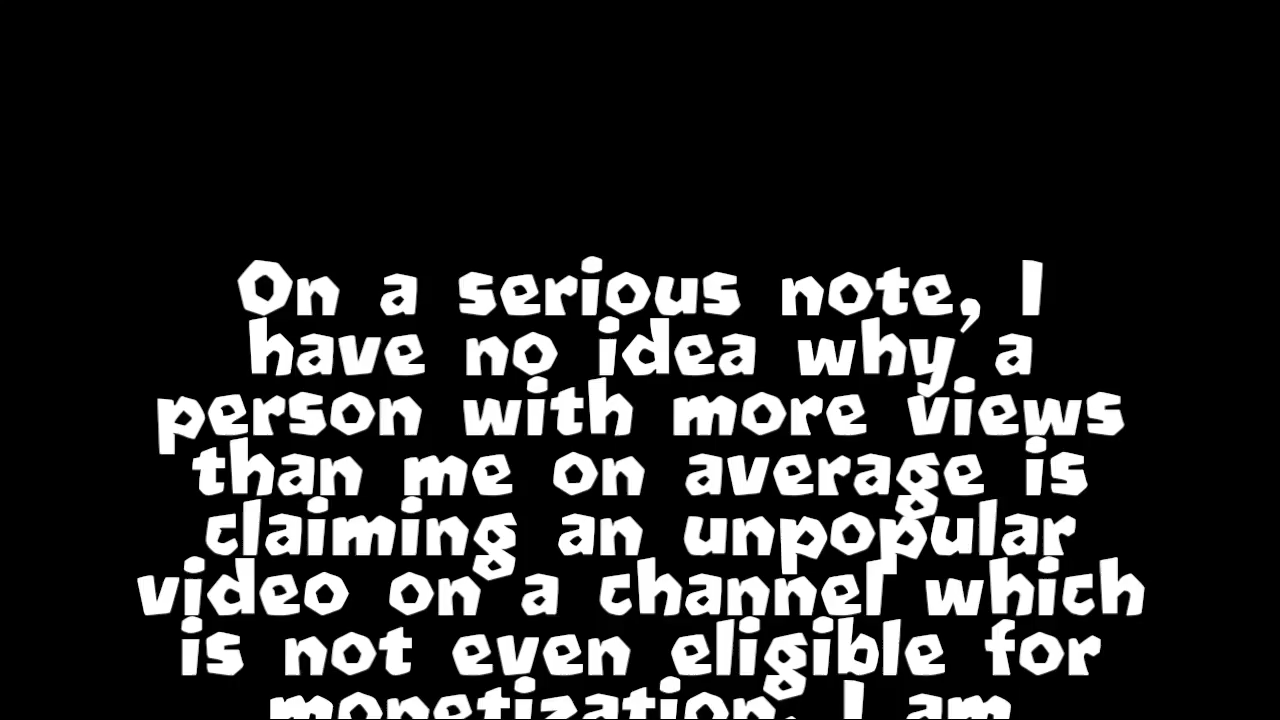 On a serious note, I
have no idea why a
person with more views
than me on average is
claiming an unpopular
video on a channel which
is not even eligible for
monetization. I am